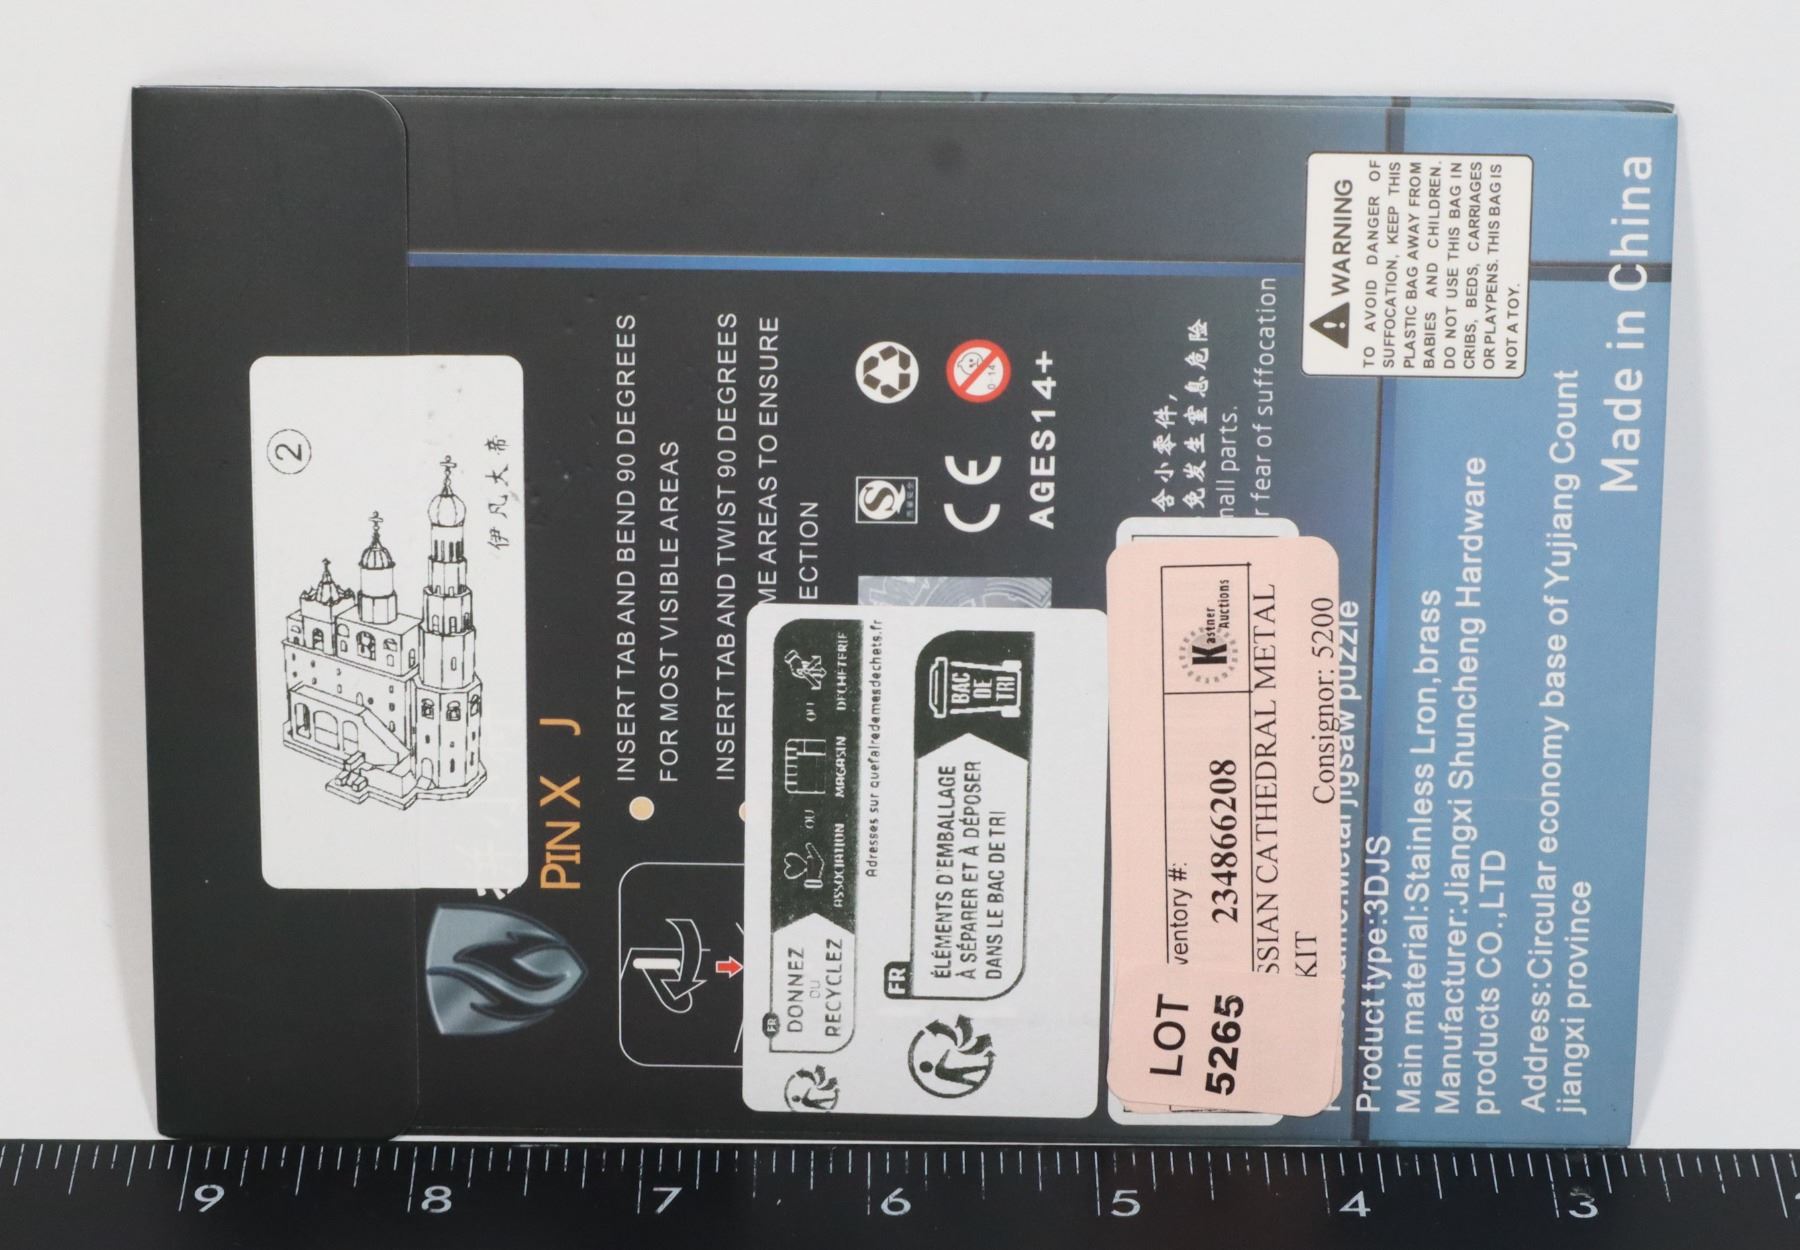 ②
伊凡大帝
PIN X J
INSERT TAB AND BEND 90 DEGREES
FOR MOST VISIBLE AREAS
INSERT TAB AND TWIST 90 DEGREES
ME AREAS TO ENSURE
ECTION
FR
DONNEZ
OU
RECYCLEZ
ASSOCIATION
OU
MAGASIN
OU
DÉCHÈTERIE
Adresses sur quefairedemesdechets.fr
FR
ÉLÉMENTS D'EMBALLAGE
À SÉPARER ET À DÉPOSER
DANS LE BAC DE TRI
BAC
DE
TRI
CE
0-14
AGES14+
含小零件,
免发生窒息危险
mall parts.
r fear of suffocation
LOT
5265
ventory #:
234866208
Kastner
Auctions
SSIAN CATHEDRAL METAL
KIT
Consignor: 5200
jigsaw puzzle
Product type:3DJS
Main material:Stainless Lron,brass
Manufacturer:Jiangxi Shuncheng Hardware
products CO.,LTD
Address:Circular economy base of Yujiang Count
jiangxi province
Made in China
WARNING
TO AVOID DANGER OF
SUFFOCATION, KEEP THIS
PLASTIC BAG AWAY FROM
BABIES AND CHILDREN.
DO NOT USE THIS BAG IN
CRIBS, BEDS, CARRIAGES
OR PLAYPENS. THIS BAG IS
NOT A TOY.
9 8 7 6 5 4 3